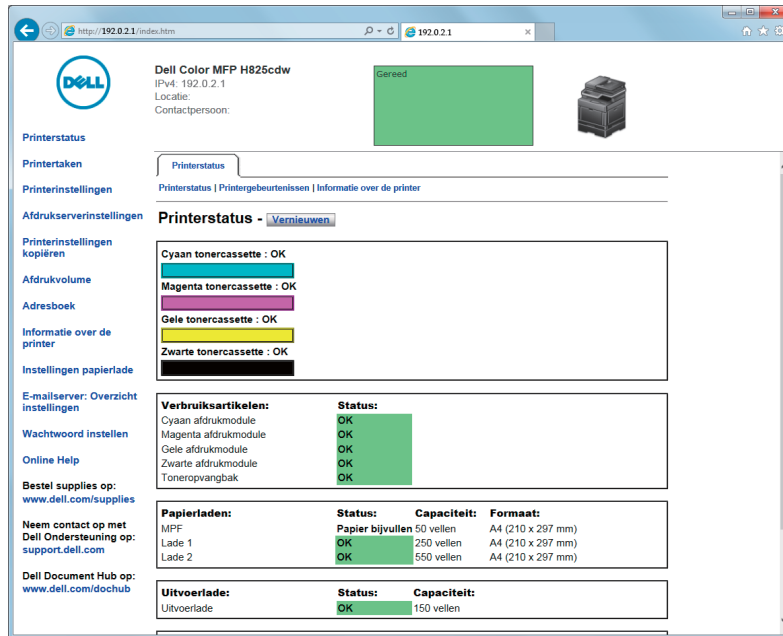 http://192.0.2.1/index.htm
192.0.2.1
DELL
Dell Color MFP H825cdw
IPv4: 192.0.2.1
Locatie:
Contactpersoon:
Gereed
Printerstatus
Printertaken
Printerinstellingen
Afdrukserverinstellingen
Printerinstellingen
kopiëren
Afdrukvolume
Adresboek
Informatie over de
printer
Instellingen papierlade
E-mailserver: Overzicht
instellingen
Wachtwoord instellen
Online Help
Bestel supplies op:
www.dell.com/supplies
Neem contact op met
Dell Ondersteuning op:
support.dell.com
Dell Document Hub op:
www.dell.com/dochub
Printerstatus
Printerstatus | Printergebeurtenissen | Informatie over de printer
Printerstatus - Vernieuwen
Cyaan tonercassette : OK
Magenta tonercassette : OK
Gele tonercassette : OK
Zwarte tonercassette : OK
Verbruiksartikelen: Status:
Cyaan afdrukmodule OK
Magenta afdrukmodule OK
Gele afdrukmodule OK
Zwarte afdrukmodule OK
Toneropvangbak OK
Papierladen: Status: Capaciteit: Formaat:
MPF Papier bijvullen 50 vellen A4 (210 x 297 mm)
Lade 1 OK 250 vellen A4 (210 x 297 mm)
Lade 2 OK 550 vellen A4 (210 x 297 mm)
Uitvoerlade: Status: Capaciteit:
Uitvoerlade OK 150 vellen